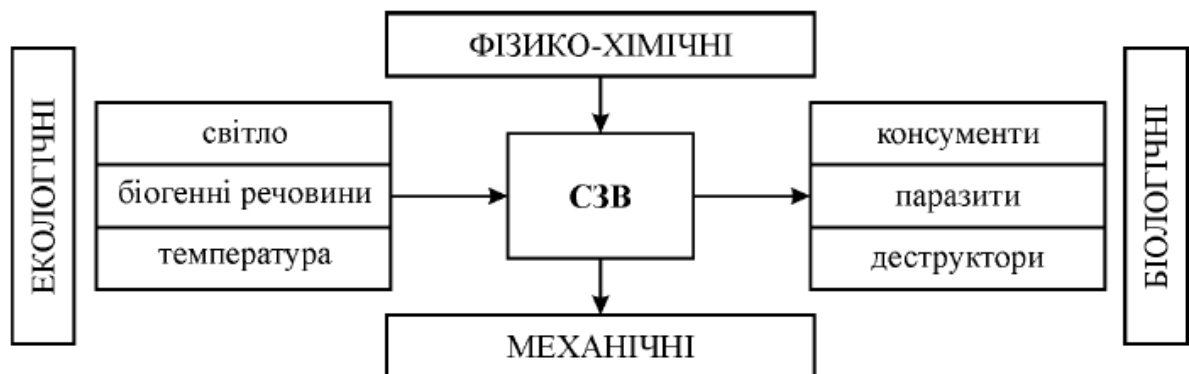 ФІЗИКО-ХІМІЧНІ
ЕКОЛОГІЧНІ
світло
біогенні речовини
температура
СЗВ
консументи
паразити
деструктори
БІОЛОГІЧНІ
МЕХАНІЧНІ